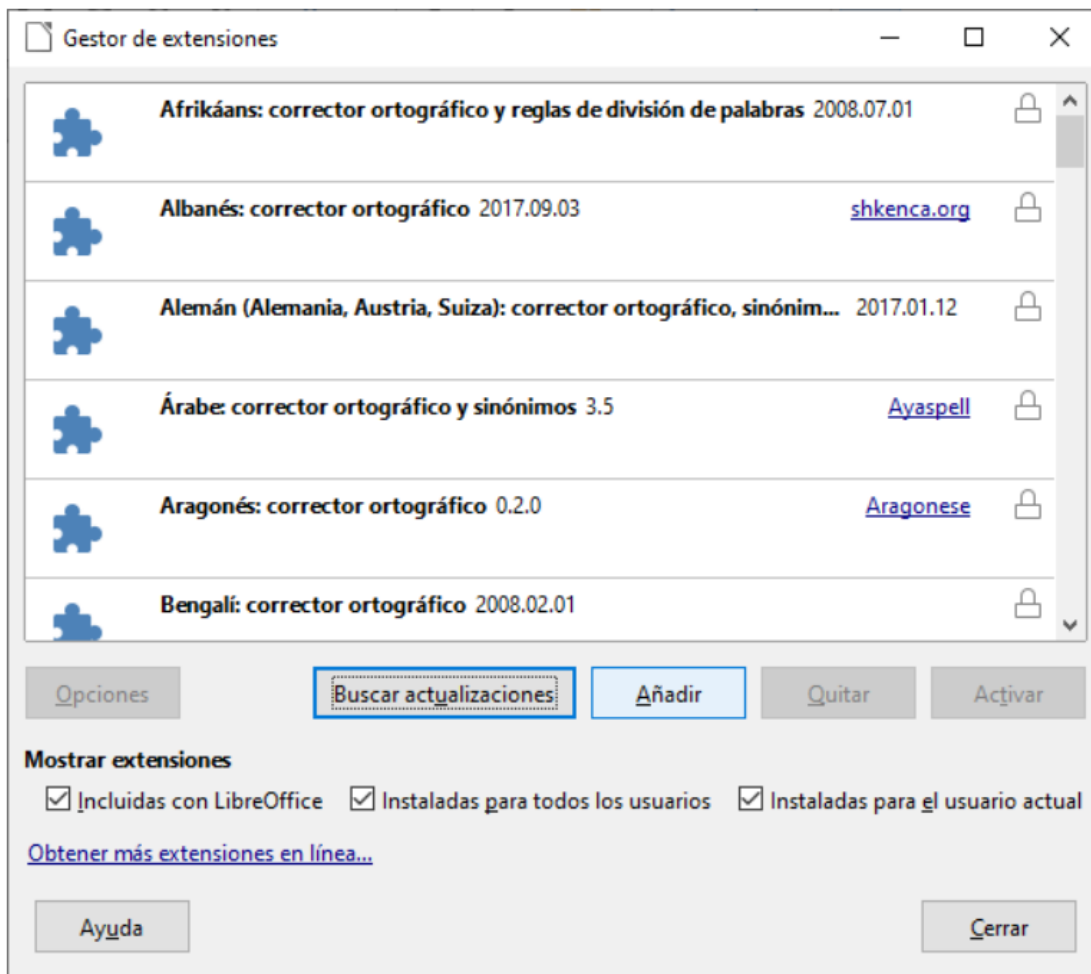 Gestor de extensiones
Afrikáans: corrector ortográfico y reglas de división de palabras 2008.07.01
Albanés: corrector ortográfico 2017.09.03 shkenca.org
Alemán (Alemania, Austria, Suiza): corrector ortográfico, sinónim... 2017.01.12
Árabe: corrector ortográfico y sinónimos 3.5 Ayaspell
Aragonés: corrector ortográfico 0.2.0 Aragonese
Bengalí: corrector ortográfico 2008.02.01
Opciones Buscar actualizaciones Añadir Quitar Activar
Mostrar extensiones
Incluidas con LibreOffice Instaladas para todos los usuarios Instaladas para el usuario actual
Obtener más extensiones en línea...
Ayuda Cerrar